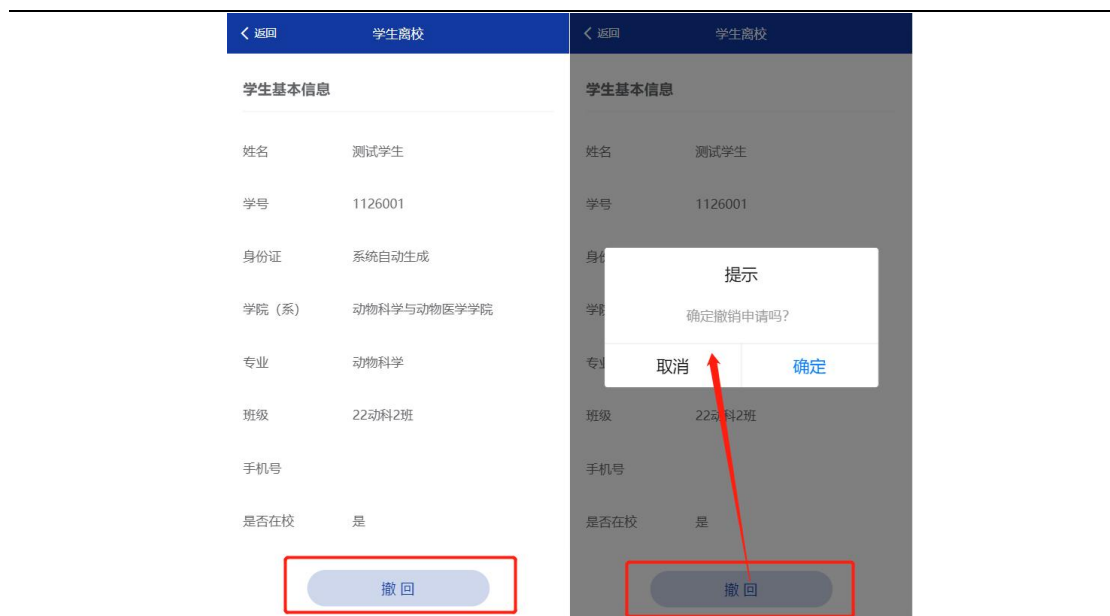 返回 学生离校
学生基本信息
姓名 测试学生
学号 1126001
身份证 系统自动生成
学院（系） 动物科学与动物医学学院
专业 动物科学
班级 22动科2班
手机号
是否在校 是
撤回
返回 学生离校
学生基本信息
姓名 测试学生
学号 1126001
提示
确定撤销申请吗?
取消 确定
班级 22动科2班
手机号
是否在校 是
撤回